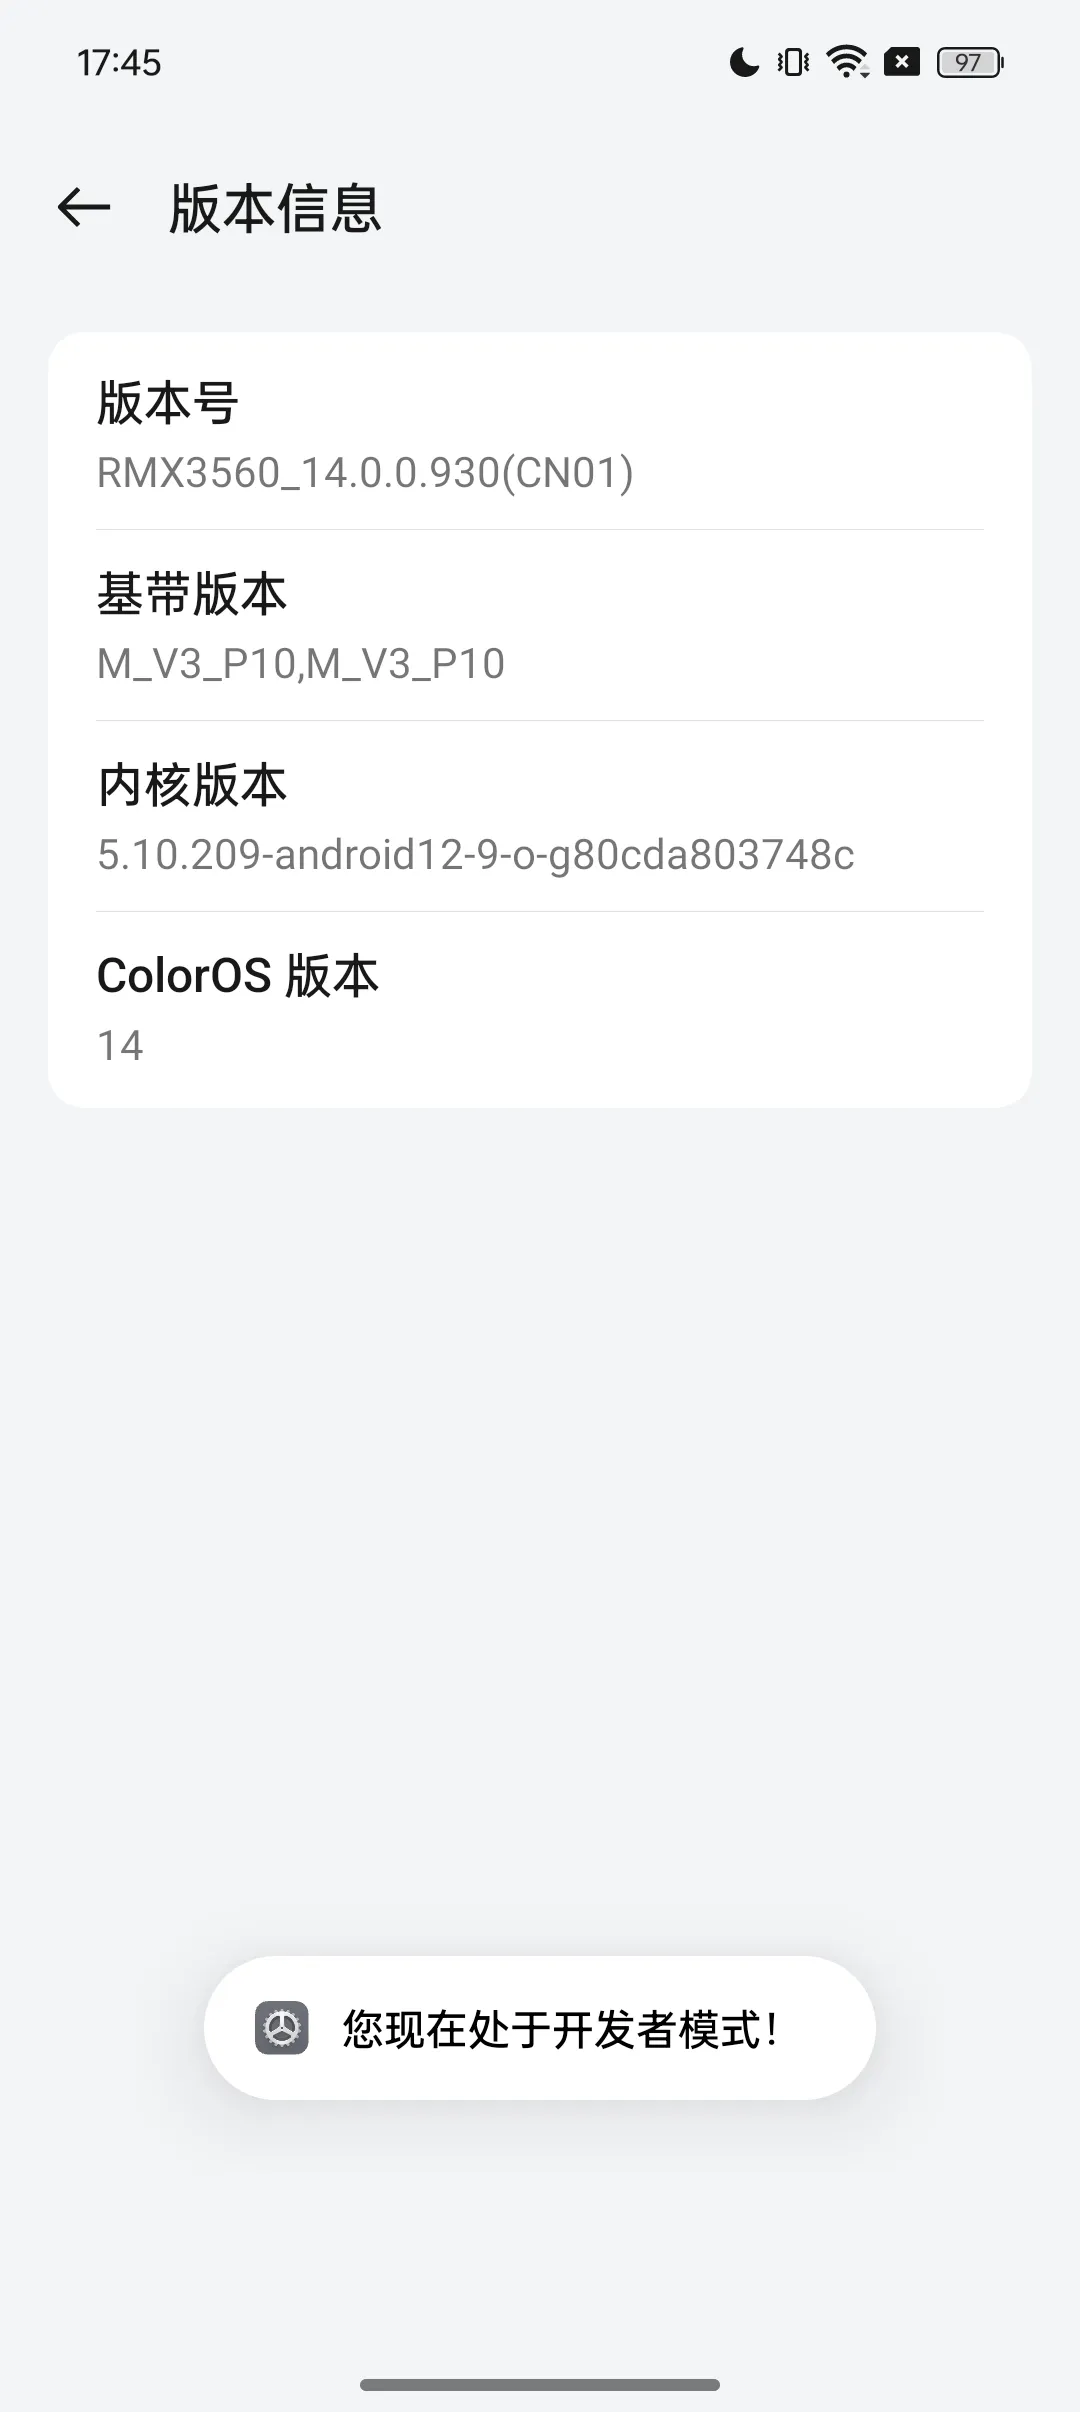 17:45
97
版本信息
版本号
RMX3560_14.0.0.930(CN01)
基带版本
M_V3_P10,M_V3_P10
内核版本
5.10.209-android12-9-o-g80cda803748c
ColorOS 版本
14
您现在处于开发者模式！